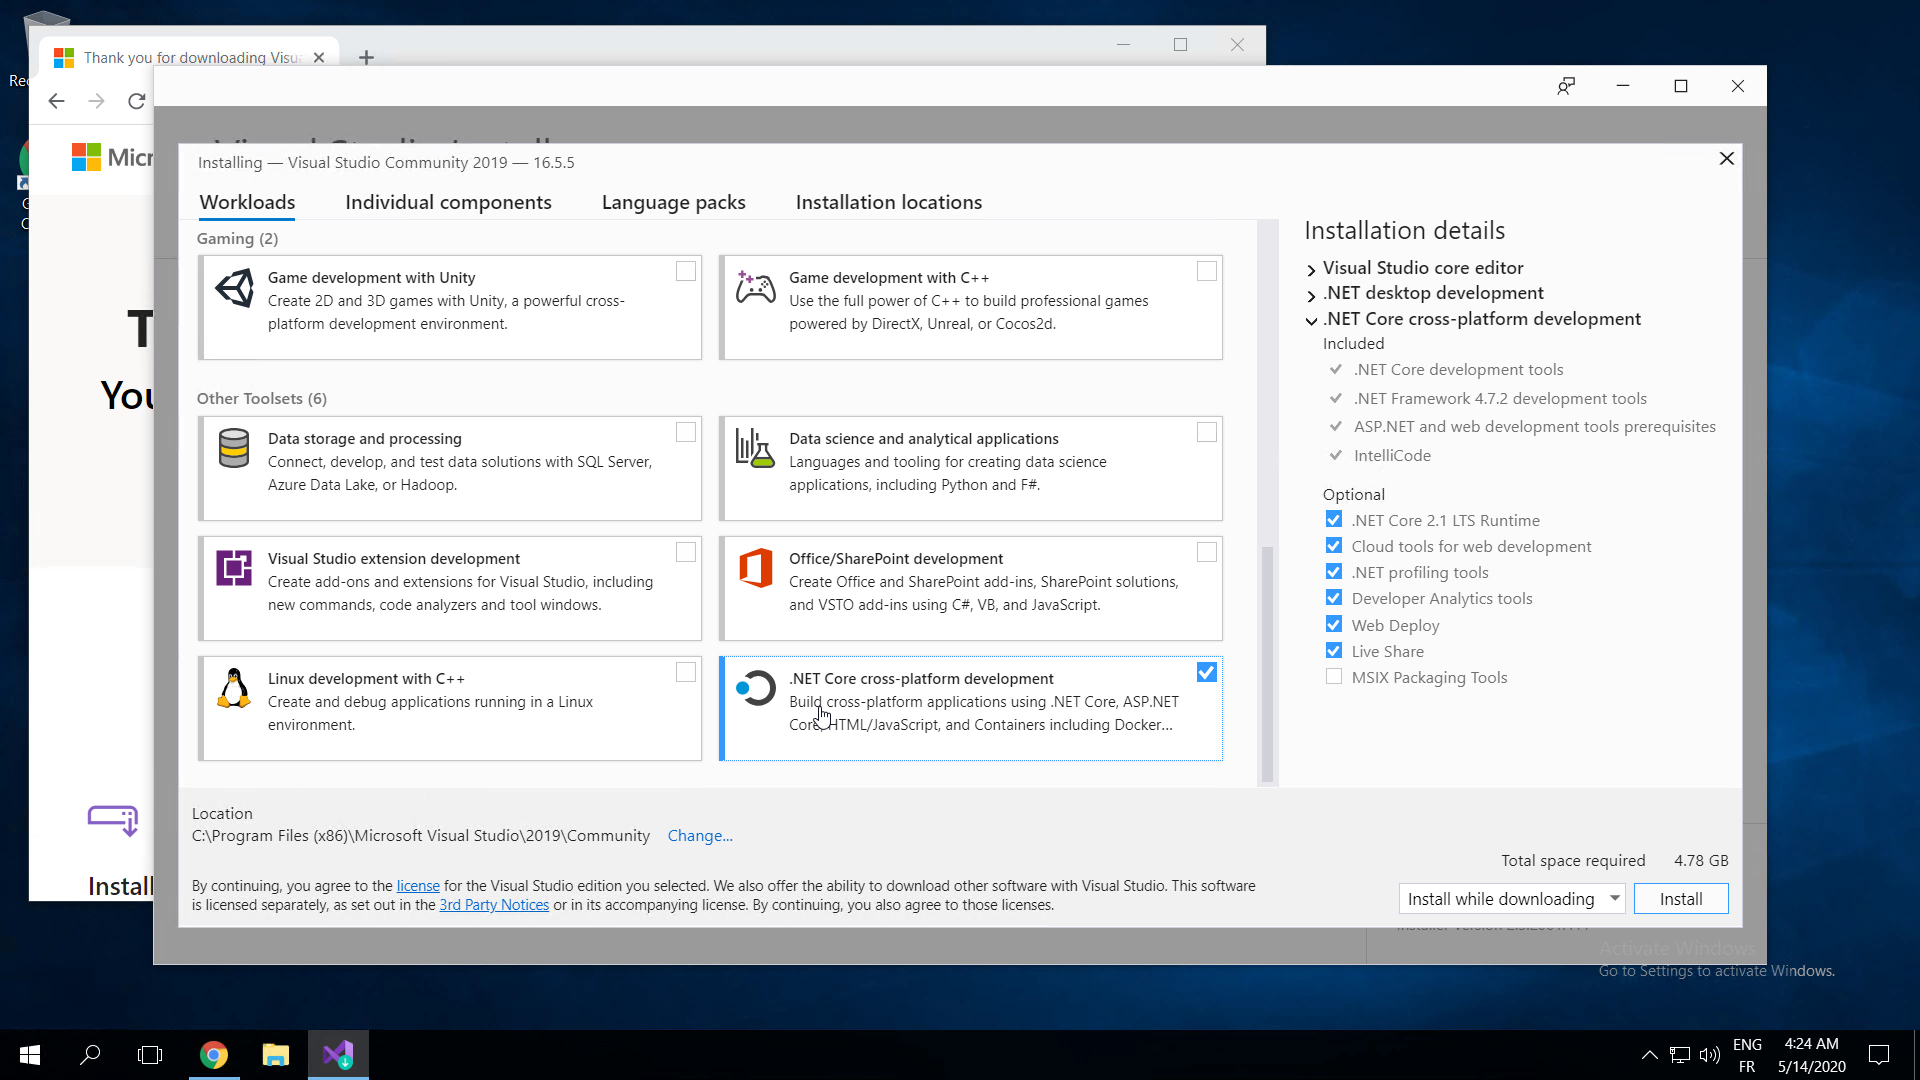 Thank you for downloading Visu
Rec
Micr
Installing — Visual Studio Community 2019 — 16.5.5
Workloads
Individual components
Language packs
Installation locations
Gaming (2)
Game development with Unity
Create 2D and 3D games with Unity, a powerful cross-
platform development environment.
Game development with C++
Use the full power of C++ to build professional games
powered by DirectX, Unreal, or Cocos2d.
Other Toolsets (6)
Data storage and processing
Connect, develop, and test data solutions with SQL Server,
Azure Data Lake, or Hadoop.
Data science and analytical applications
Languages and tooling for creating data science
applications, including Python and F#.
Visual Studio extension development
Create add-ons and extensions for Visual Studio, including
new commands, code analyzers and tool windows.
Office/SharePoint development
Create Office and SharePoint add-ins, SharePoint solutions,
and VSTO add-ins using C#, VB, and JavaScript.
Linux development with C++
Create and debug applications running in a Linux
environment.
.NET Core cross-platform development
Build cross-platform applications using .NET Core, ASP.NET
Core, HTML/JavaScript, and Containers including Docker...
Installation details
Visual Studio core editor
.NET desktop development
.NET Core cross-platform development
Included
.NET Core development tools
.NET Framework 4.7.2 development tools
ASP.NET and web development tools prerequisites
IntelliCode
Optional
.NET Core 2.1 LTS Runtime
Cloud tools for web development
.NET profiling tools
Developer Analytics tools
Web Deploy
Live Share
MSIX Packaging Tools
T
You
Install
Location
C:\Program Files (x86)\Microsoft Visual Studio\2019\Community Change...
Total space required 4.78 GB
By continuing, you agree to the license for the Visual Studio edition you selected. We also offer the ability to download other software with Visual Studio. This software
is licensed separately, as set out in the 3rd Party Notices or in its accompanying license. By continuing, you also agree to those licenses.
Install while downloading
Install
Activate Windows
Go to Settings to activate Windows.
ENG
FR
4:24 AM
5/14/2020